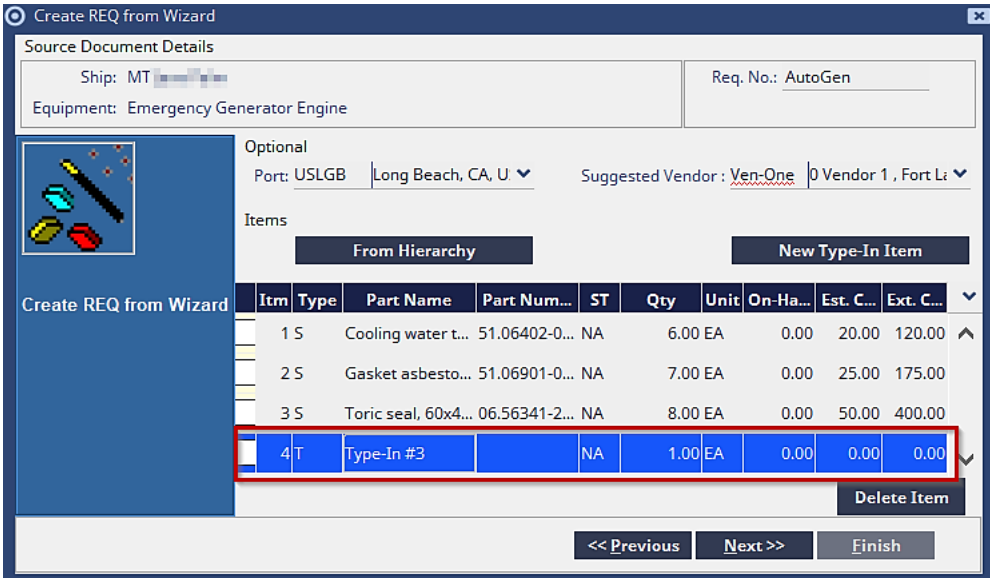 Create REQ from Wizard
Source Document Details
Ship: MT
Req. No.: AutoGen
Equipment: Emergency Generator Engine
Optional
Port: USLGB Long Beach, CA, U: Suggested Vendor : Ven-One 0 Vendor 1 , Fort La
Items
From Hierarchy New Type-In Item
Create REQ from Wizard
Itm Type Part Name Part Num... ST Qty Unit On-Ha... Est. C... Ext. C...
1 S Cooling water t... 51.06402-0... NA 6.00 EA 0.00 20.00 120.00
2 S Gasket asbesto... 51.06901-0... NA 7.00 EA 0.00 25.00 175.00
3 S Toric seal, 60x4... 06.56341-2... NA 8.00 EA 0.00 50.00 400.00
4 T Type-In #3 NA 1.00 EA 0.00 0.00 0.00
Delete Item
<< Previous Next >> Finish